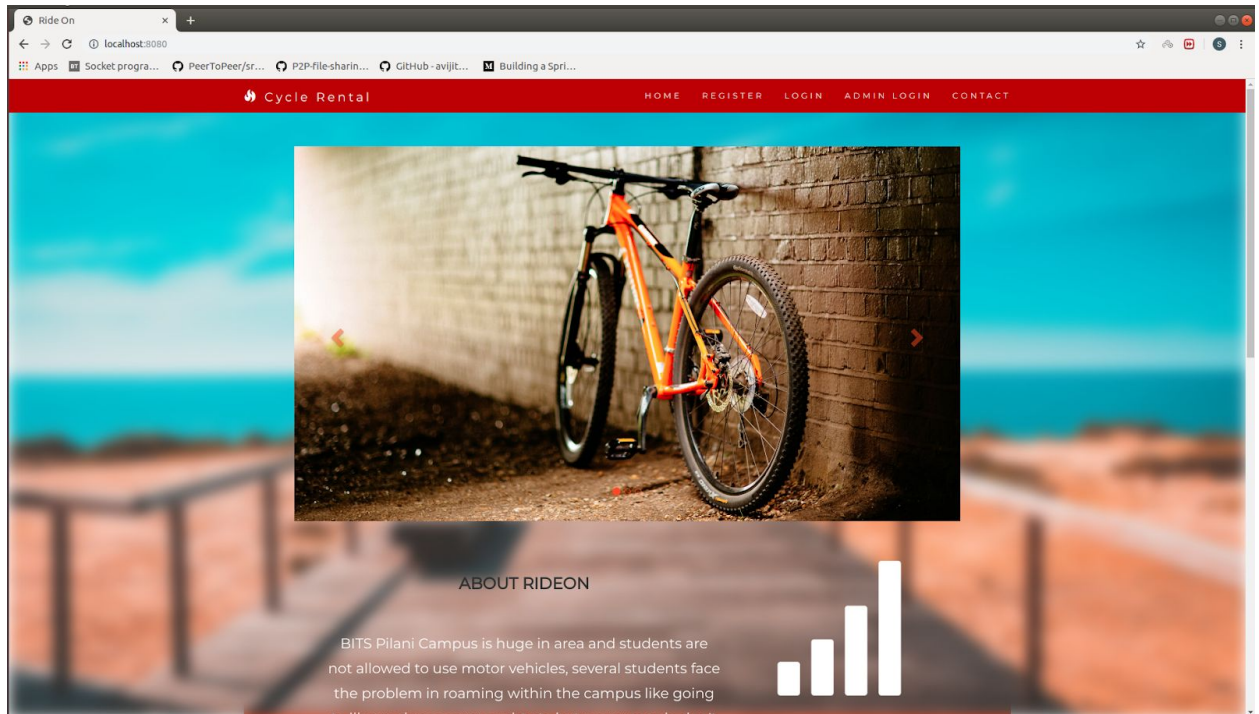 Ride On
localhost:8080
Apps
Socket progra...
PeerToPeer/sr...
P2P-file-sharin...
GitHub - avijit...
Building a Spri...
Cycle Rental
HOME REGISTER LOGIN ADMIN LOGIN CONTACT
ABOUT RIDEON
BITS Pilani Campus is huge in area and students are
not allowed to use motor vehicles, several students face
the problem in roaming within the campus like going